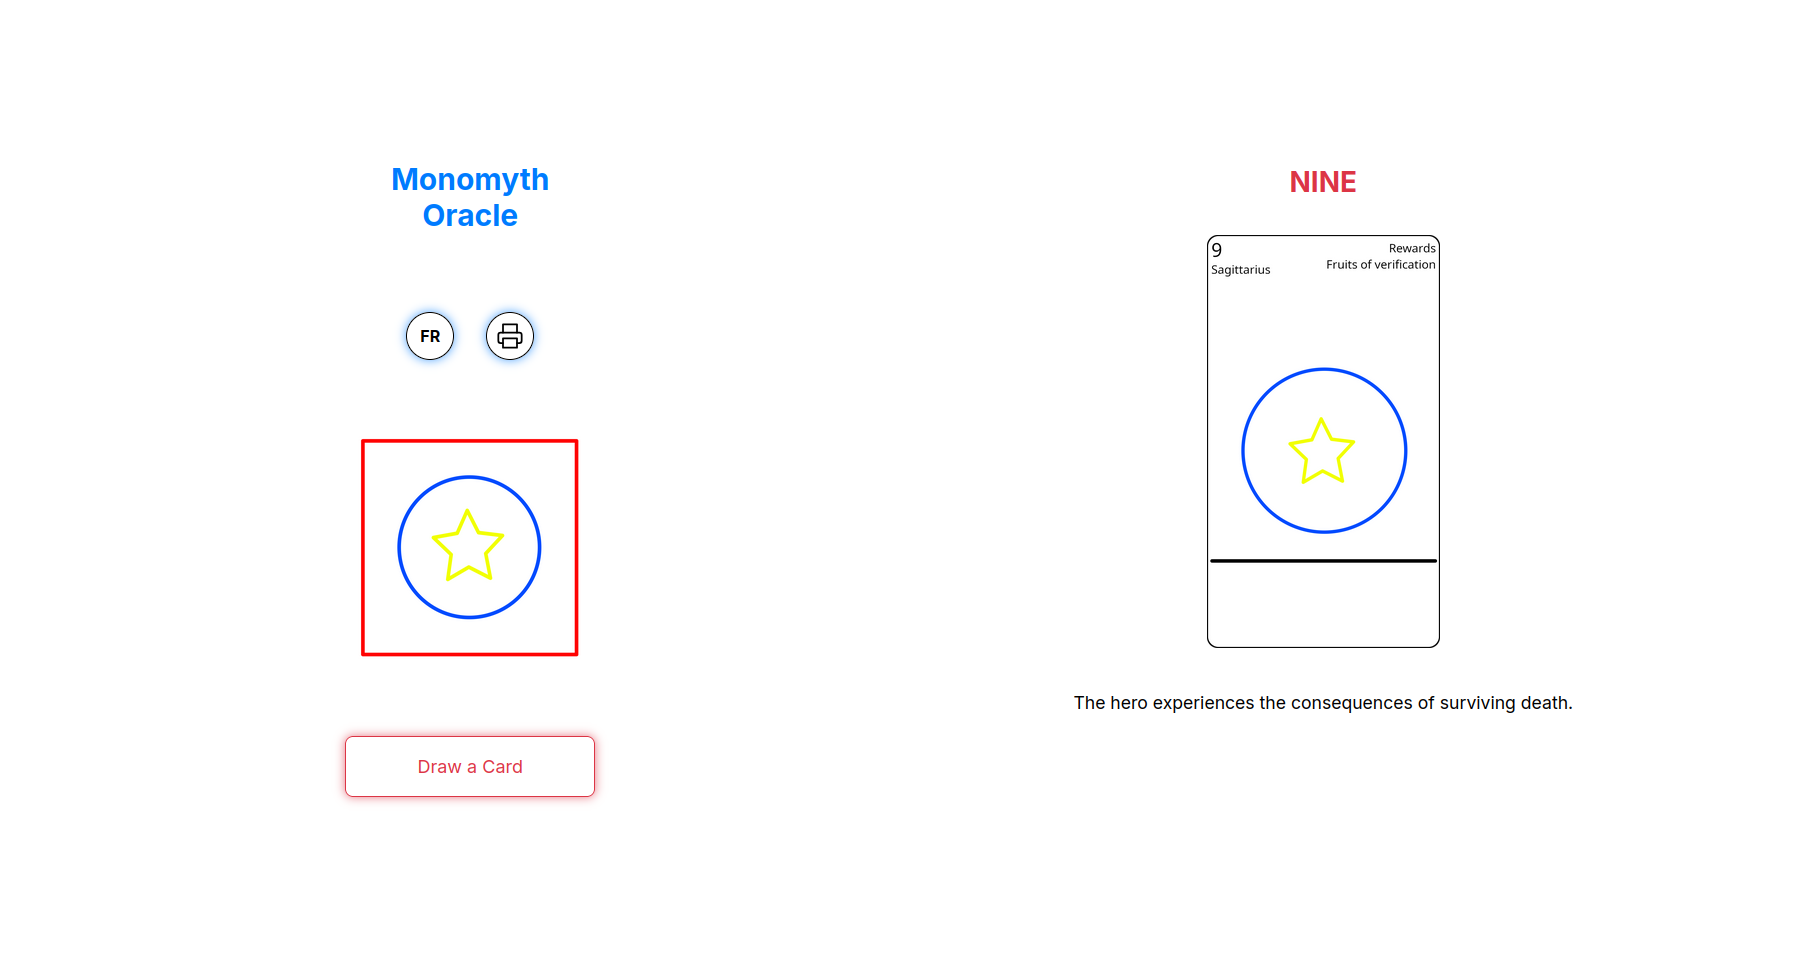 Monomyth
Oracle
FR
Draw a Card
NINE
9
Sagittarius
Rewards
Fruits of verification
The hero experiences the consequences of surviving death.